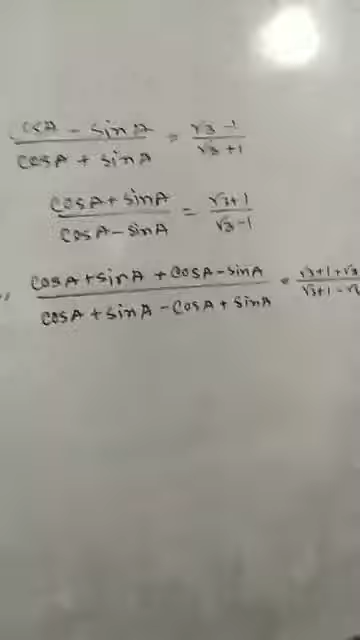 (cosA - sinA)/(cosA + sinA) = (√3 - 1)/(√3 + 1)
(cosA + sinA)/(cosA - sinA) = (√3 + 1)/(√3 - 1)
(cosA + sinA + cosA - sinA)/(cosA + sinA - cosA + sinA) = (√3 + 1 + √3)/(√3 + 1 - √3)